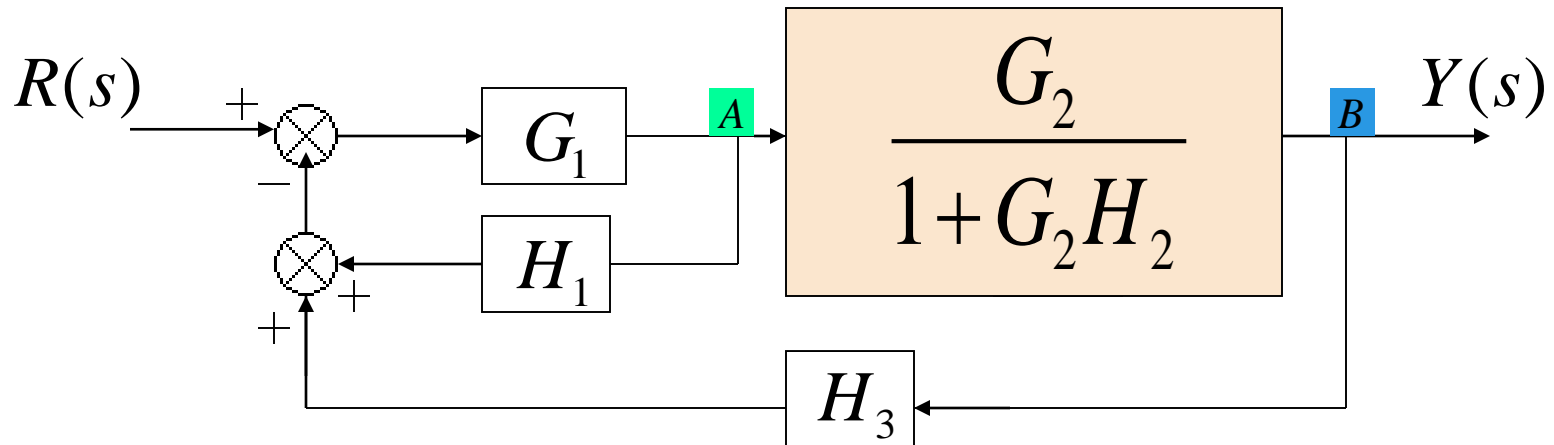 R(s)
+
−
G₁
A
G₂
1+G₂H₂
B
Y(s)
H₁
+
+
H₃